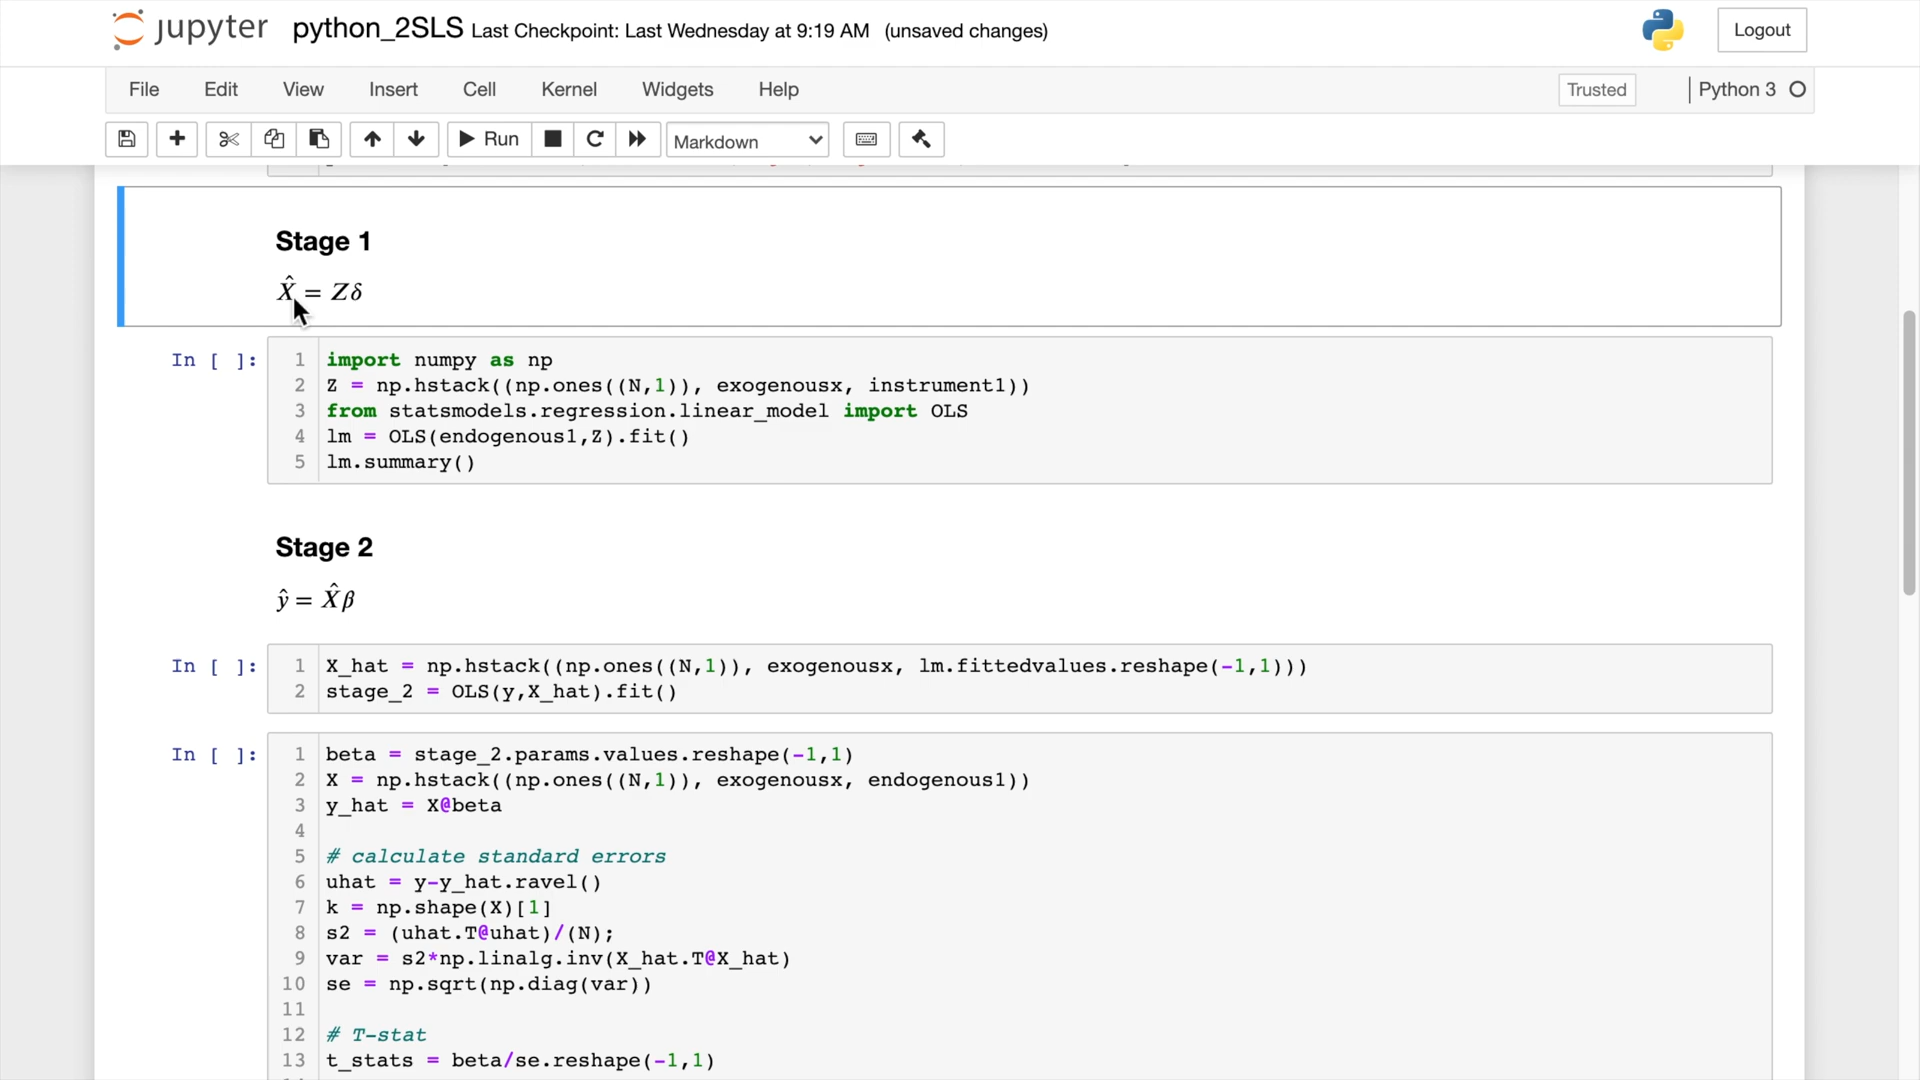 jupyter python_2SLS Last Checkpoint: Last Wednesday at 9:19 AM (unsaved changes) Logout
File Edit View Insert Cell Kernel Widgets Help Trusted Python 3
Run Markdown
Stage 1
X̂ = Zδ
In [ ]:
1 import numpy as np
2 Z = np.hstack((np.ones((N,1)), exogenousx, instrument1))
3 from statsmodels.regression.linear_model import OLS
4 lm = OLS(endogenous1,Z).fit()
5 lm.summary()
Stage 2
ŷ = X̂β
In [ ]:
1 X_hat = np.hstack((np.ones((N,1)), exogenousx, lm.fittedvalues.reshape(-1,1)))
2 stage_2 = OLS(y,X_hat).fit()
In [ ]:
1 beta = stage_2.params.values.reshape(-1,1)
2 X = np.hstack((np.ones((N,1)), exogenousx, endogenous1))
3 y_hat = X@beta
4
5 # calculate standard errors
6 uhat = y-y_hat.ravel()
7 k = np.shape(X)[1]
8 s2 = (uhat.T@uhat)/(N);
9 var = s2*np.linalg.inv(X_hat.T@X_hat)
10 se = np.sqrt(np.diag(var))
11
12 # T-stat
13 t_stats = beta/se.reshape(-1,1)